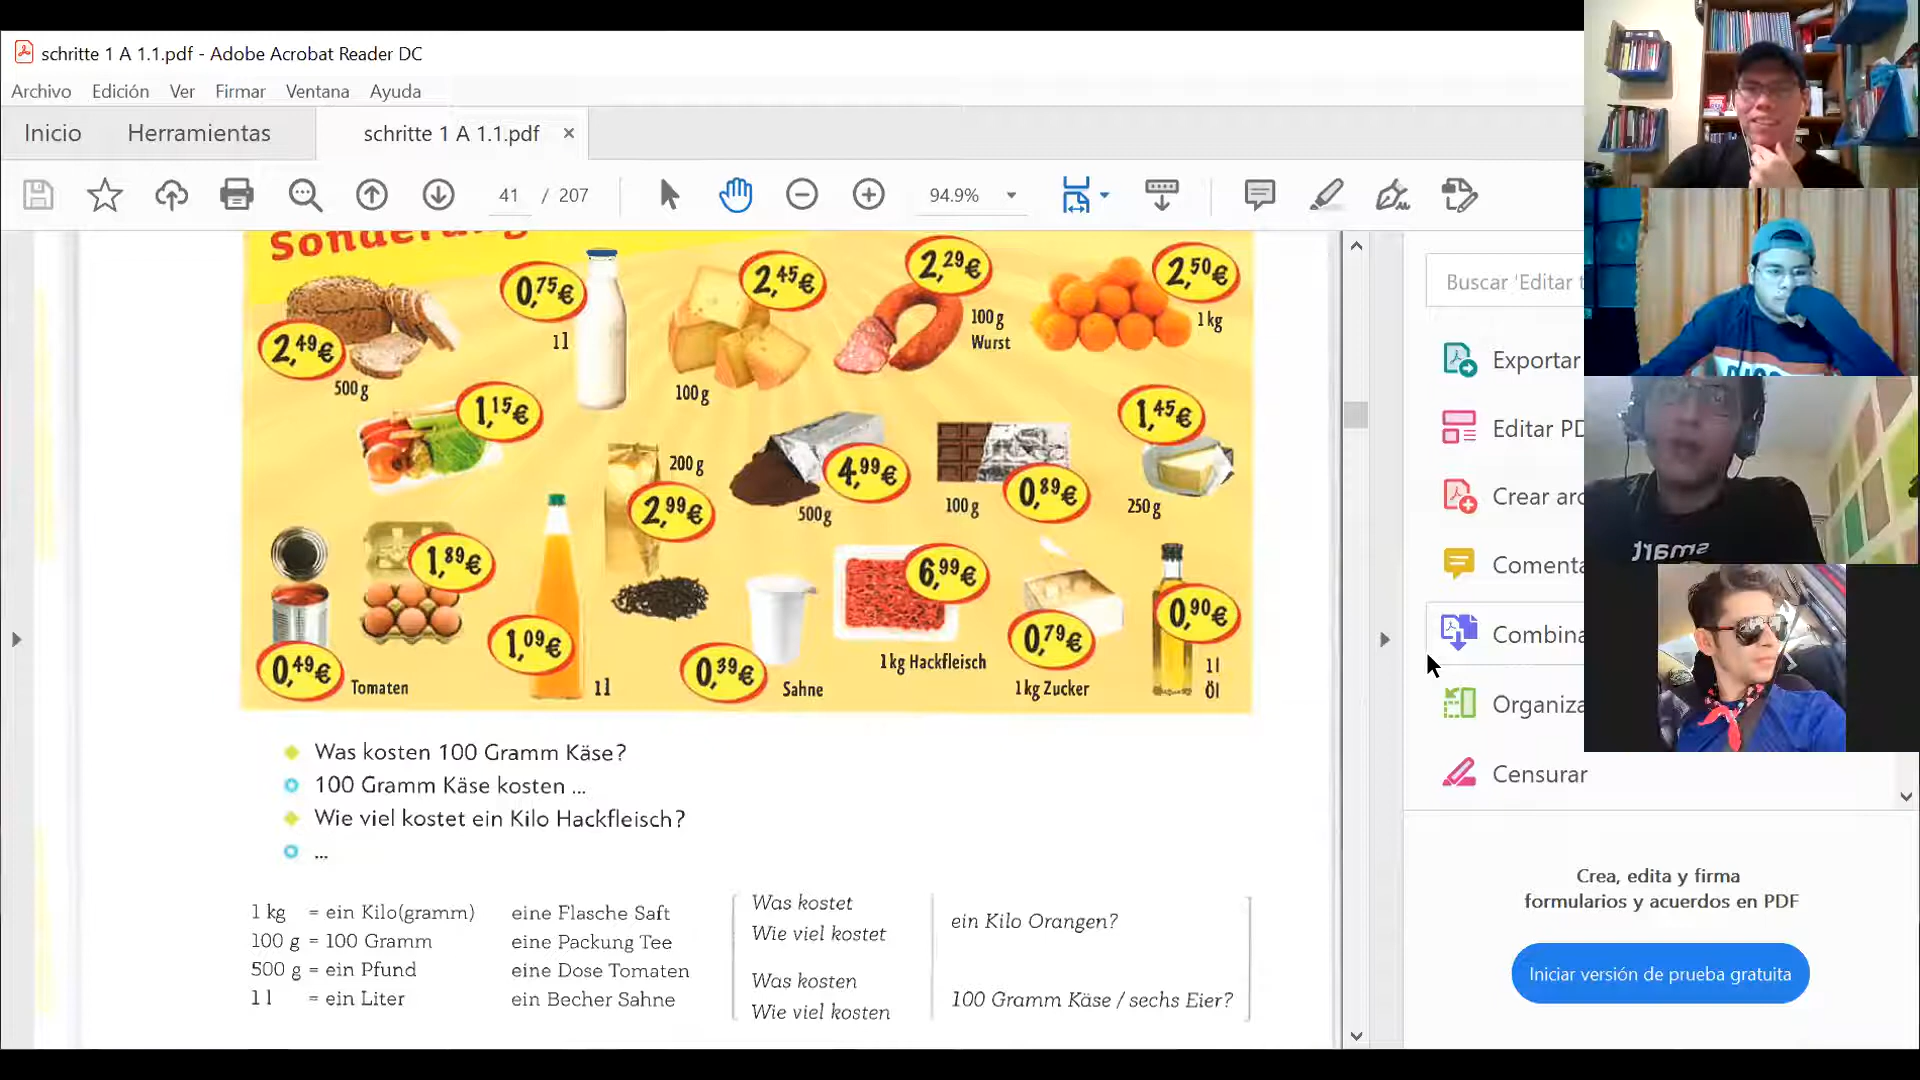 schritte 1 A 1.1.pdf - Adobe Acrobat Reader DC
Archivo Edición Ver Firmar Ventana Ayuda
Inicio Herramientas schritte 1 A 1.1.pdf ×
41 / 207 94.9%
Sonderang
2,49€
500 g
0,75€
1 l
2,45€
100 g
2,29€
100 g
Wurst
2,50€
1 kg
1,15€
200 g
2,99€
4,99€
500 g
0,89€
100 g
1,45€
250 g
0,49€
Tomaten
1,89€
1,09€
1 l
0,39€
Sahne
6,99€
1 kg Hackfleisch
0,79€
1 kg Zucker
0,90€
1 l
Öl
Was kosten 100 Gramm Käse?
100 Gramm Käse kosten ...
Wie viel kostet ein Kilo Hackfleisch?
...
1 kg = ein Kilo(gramm)
100 g = 100 Gramm
500 g = ein Pfund
1 l = ein Liter
eine Flasche Saft
eine Packung Tee
eine Dose Tomaten
ein Becher Sahne
Was kostet
Wie viel kostet
ein Kilo Orangen?
Was kosten
Wie viel kosten
100 Gramm Käse / sechs Eier?
Buscar 'Editar t
Exportar
Editar PD
Crear arc
Comenta
Combina
Organiza
Censurar
Crea, edita y firma
formularios y acuerdos en PDF
Iniciar versión de prueba gratuita
smart